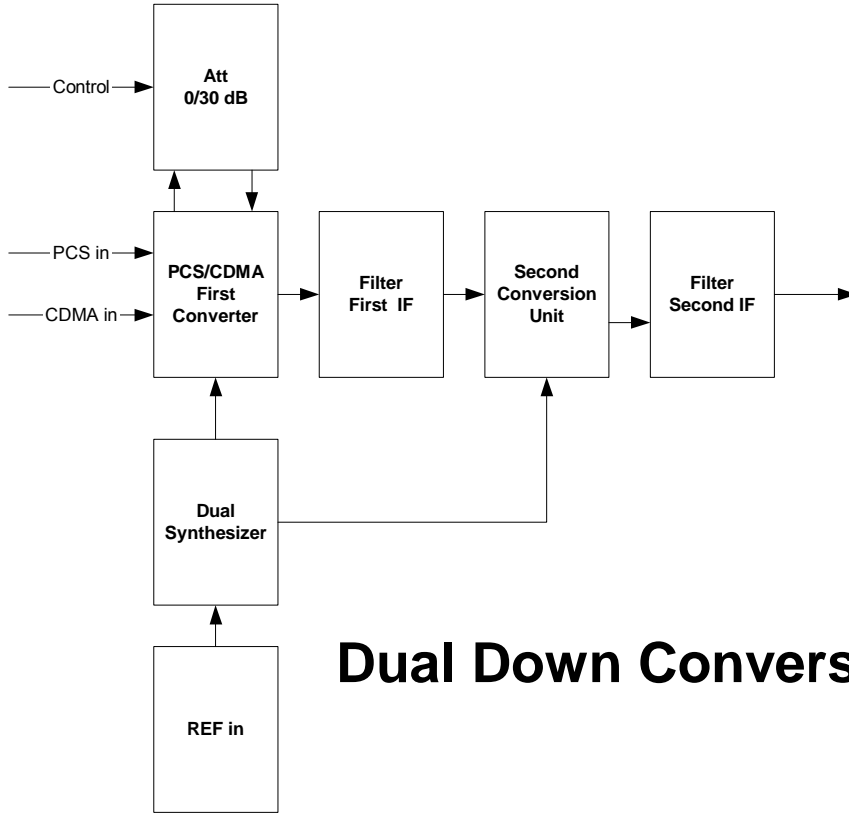 Att
0/30 dB
Control
PCS in
CDMA in
PCS/CDMA
First
Converter
Filter
First IF
Second
Conversion
Unit
Filter
Second IF
Dual
Synthesizer
REF in
Dual Down Convers